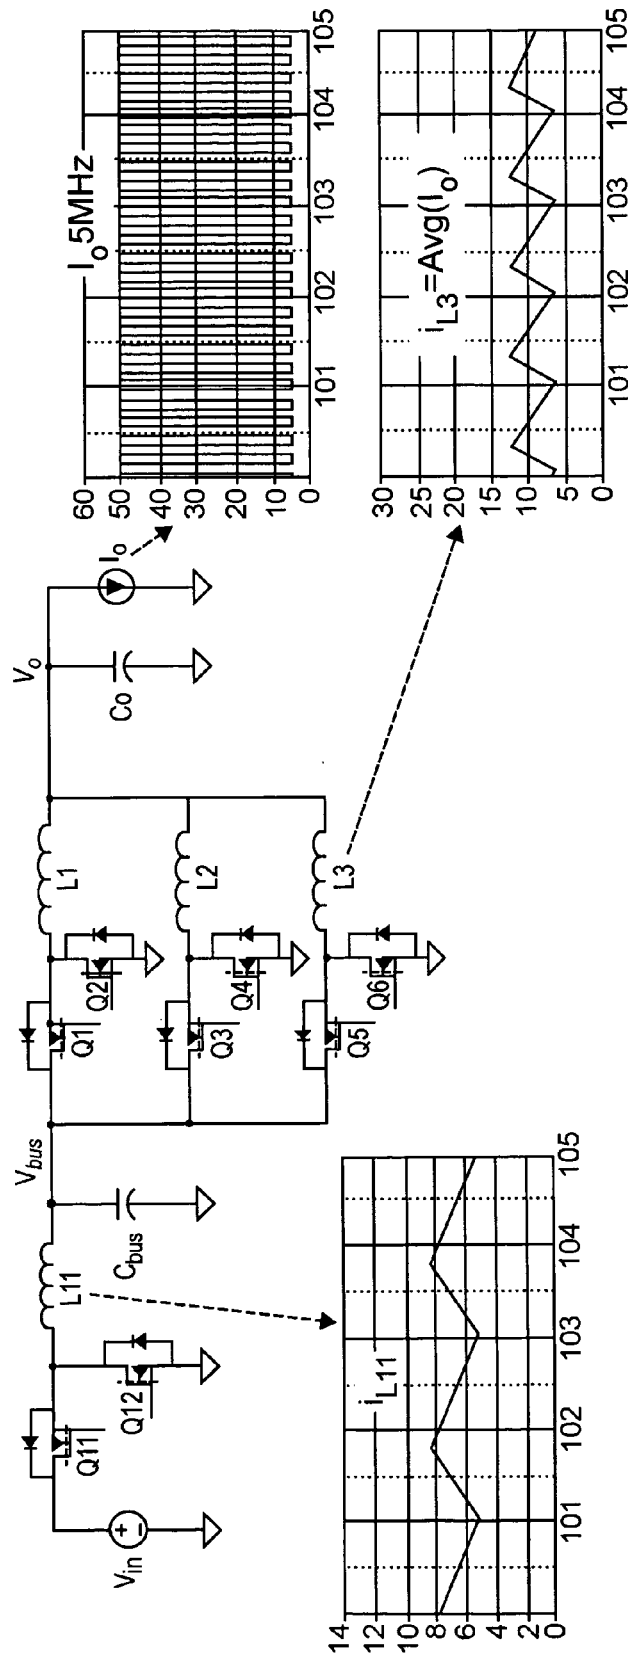 V_in
Q11
Q12
L11
C_bus
V_bus
Q1
Q2
L1
Q3
Q4
L2
Q5
Q6
L3
V_o
Co
I_o
I_o 5MHz
60
50
40
30
20
10
0
101 102 103 104 105
i_L3=Avg(I_o)
30
25
20
15
10
5
0
101 102 103 104 105
i_L11
14
12
10
8
6
4
2
0
101 102 103 104 105